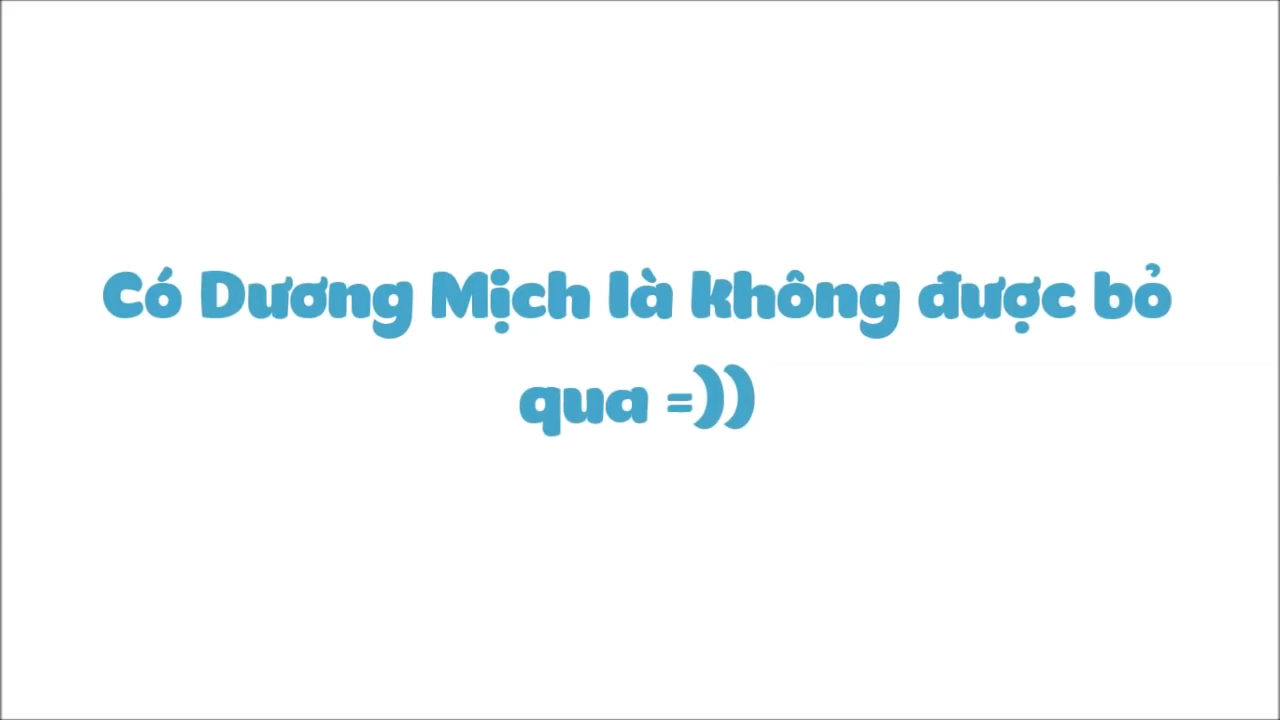 Có Dương Mịch là không được bỏ
qua =))